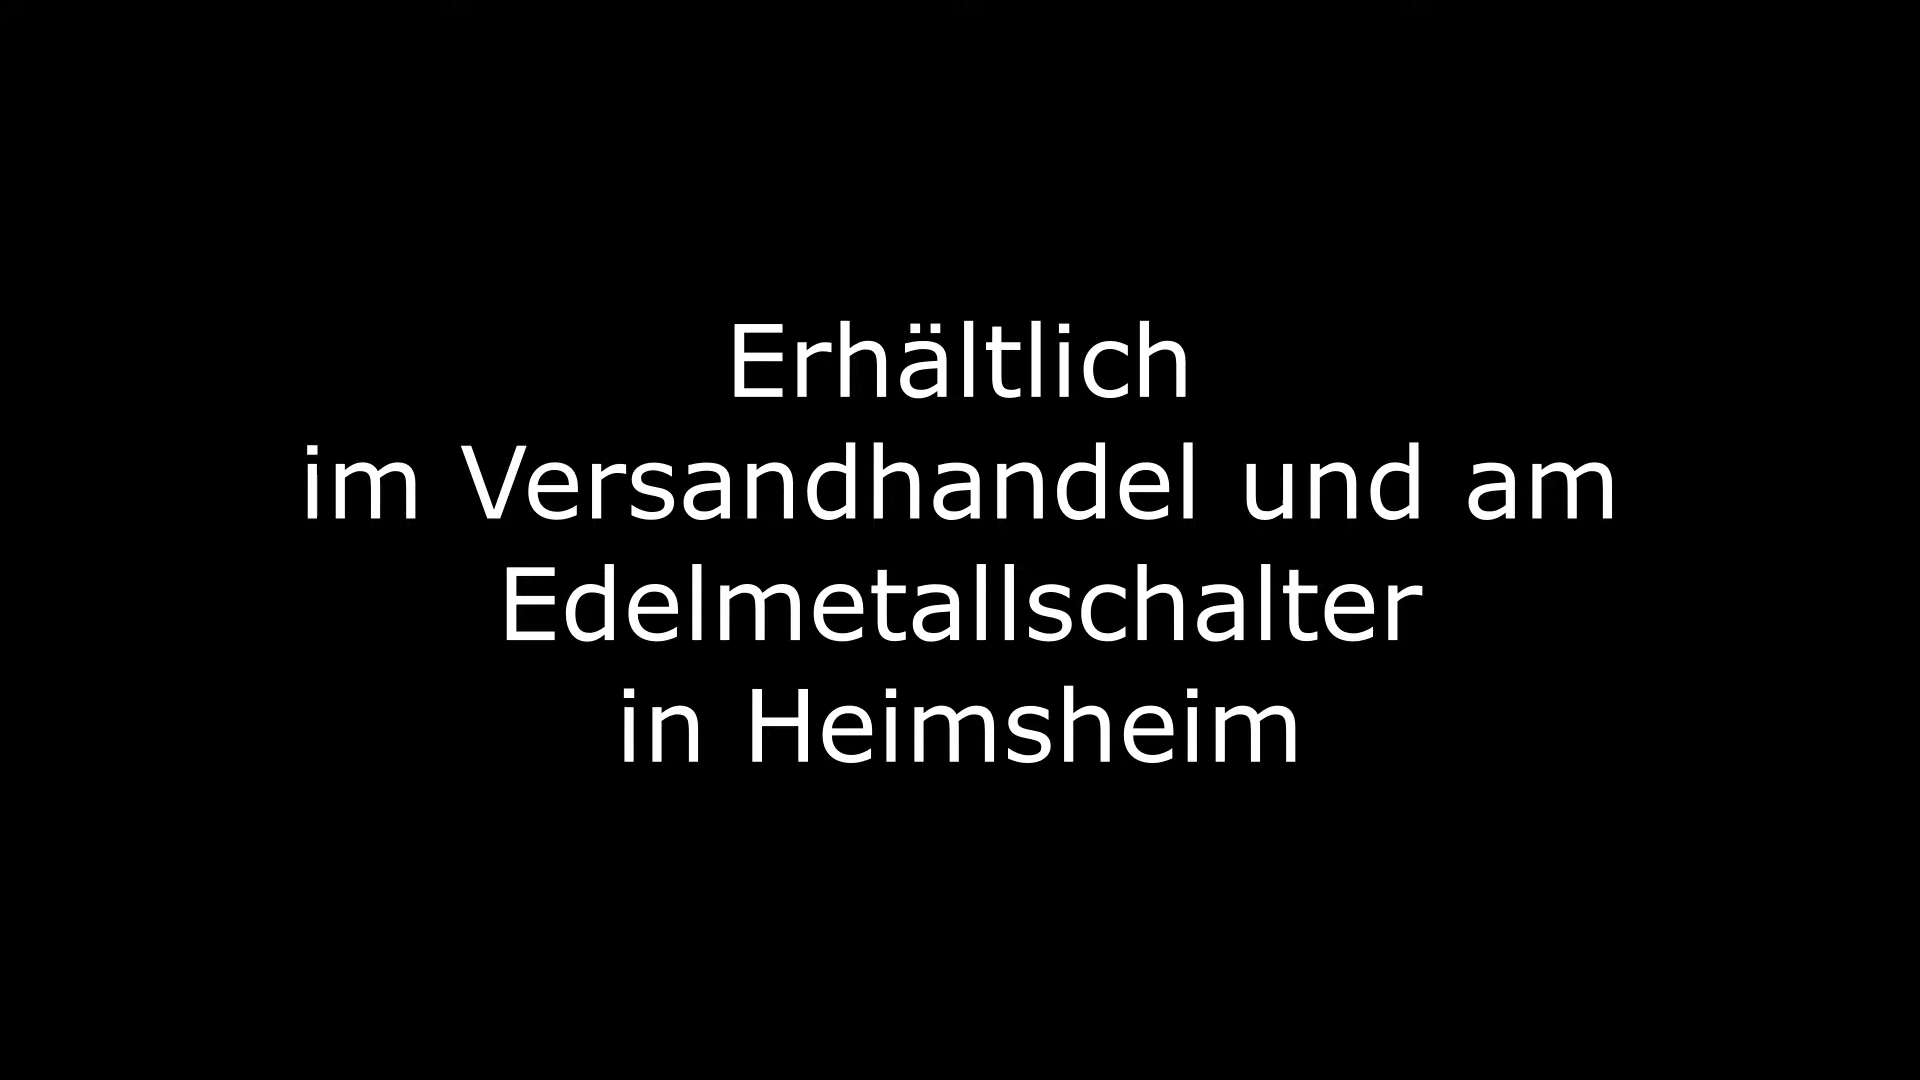 Erhältlich
im Versandhandel und am
Edelmetallschalter
in Heimsheim